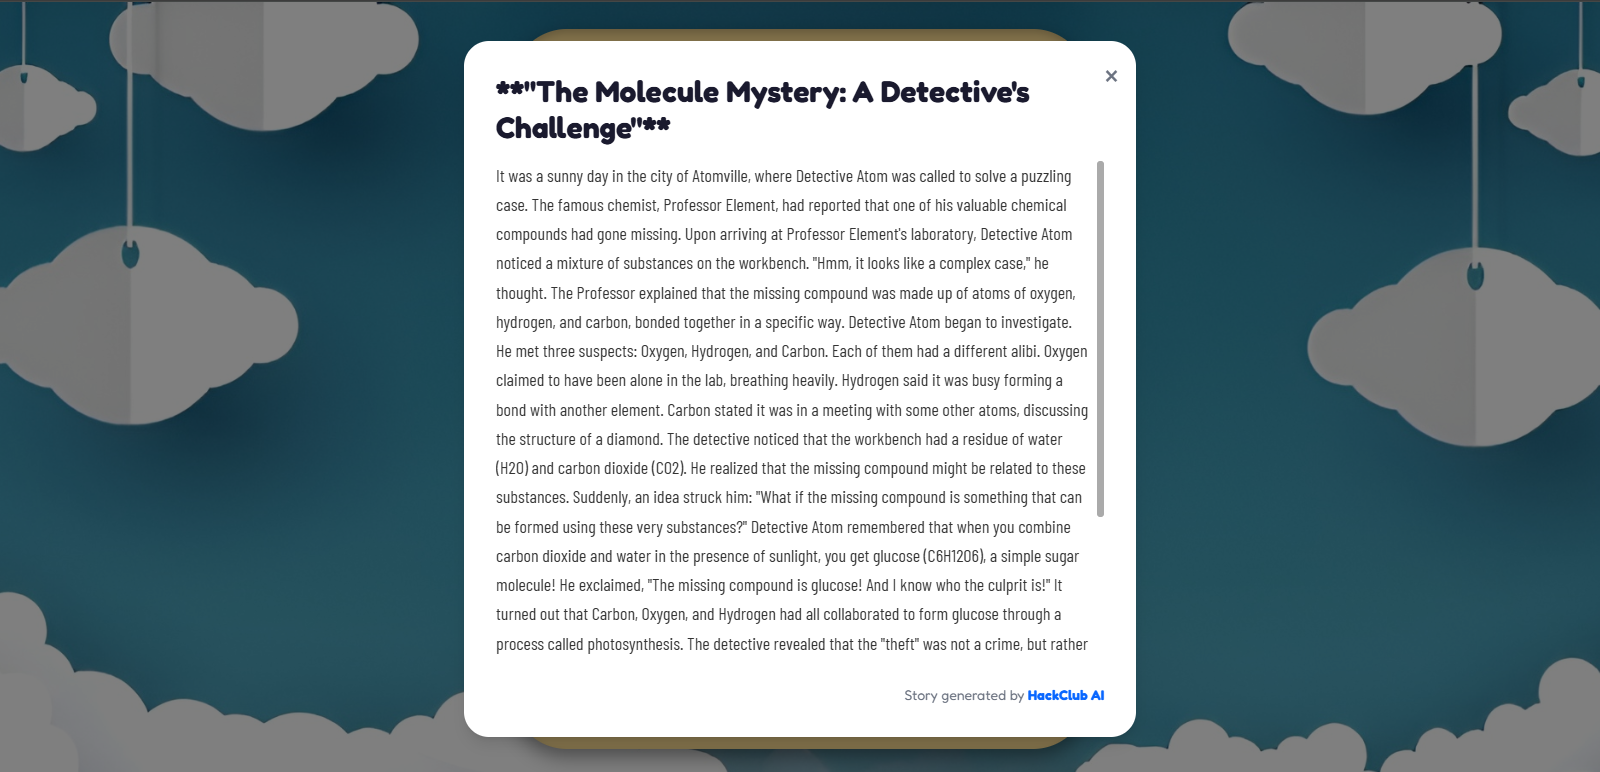 **"The Molecule Mystery: A Detective's
Challenge"**
×
It was a sunny day in the city of Atomville, where Detective Atom was called to solve a puzzling
case. The famous chemist, Professor Element, had reported that one of his valuable chemical
compounds had gone missing. Upon arriving at Professor Element's laboratory, Detective Atom
noticed a mixture of substances on the workbench. "Hmm, it looks like a complex case," he
thought. The Professor explained that the missing compound was made up of atoms of oxygen,
hydrogen, and carbon, bonded together in a specific way. Detective Atom began to investigate.
He met three suspects: Oxygen, Hydrogen, and Carbon. Each of them had a different alibi. Oxygen
claimed to have been alone in the lab, breathing heavily. Hydrogen said it was busy forming a
bond with another element. Carbon stated it was in a meeting with some other atoms, discussing
the structure of a diamond. The detective noticed that the workbench had a residue of water
(H2O) and carbon dioxide (CO2). He realized that the missing compound might be related to these
substances. Suddenly, an idea struck him: "What if the missing compound is something that can
be formed using these very substances?" Detective Atom remembered that when you combine
carbon dioxide and water in the presence of sunlight, you get glucose (C6H12O6), a simple sugar
molecule! He exclaimed, "The missing compound is glucose! And I know who the culprit is!" It
turned out that Carbon, Oxygen, and Hydrogen had all collaborated to form glucose through a
process called photosynthesis. The detective revealed that the "theft" was not a crime, but rather
Story generated by HackClub AI